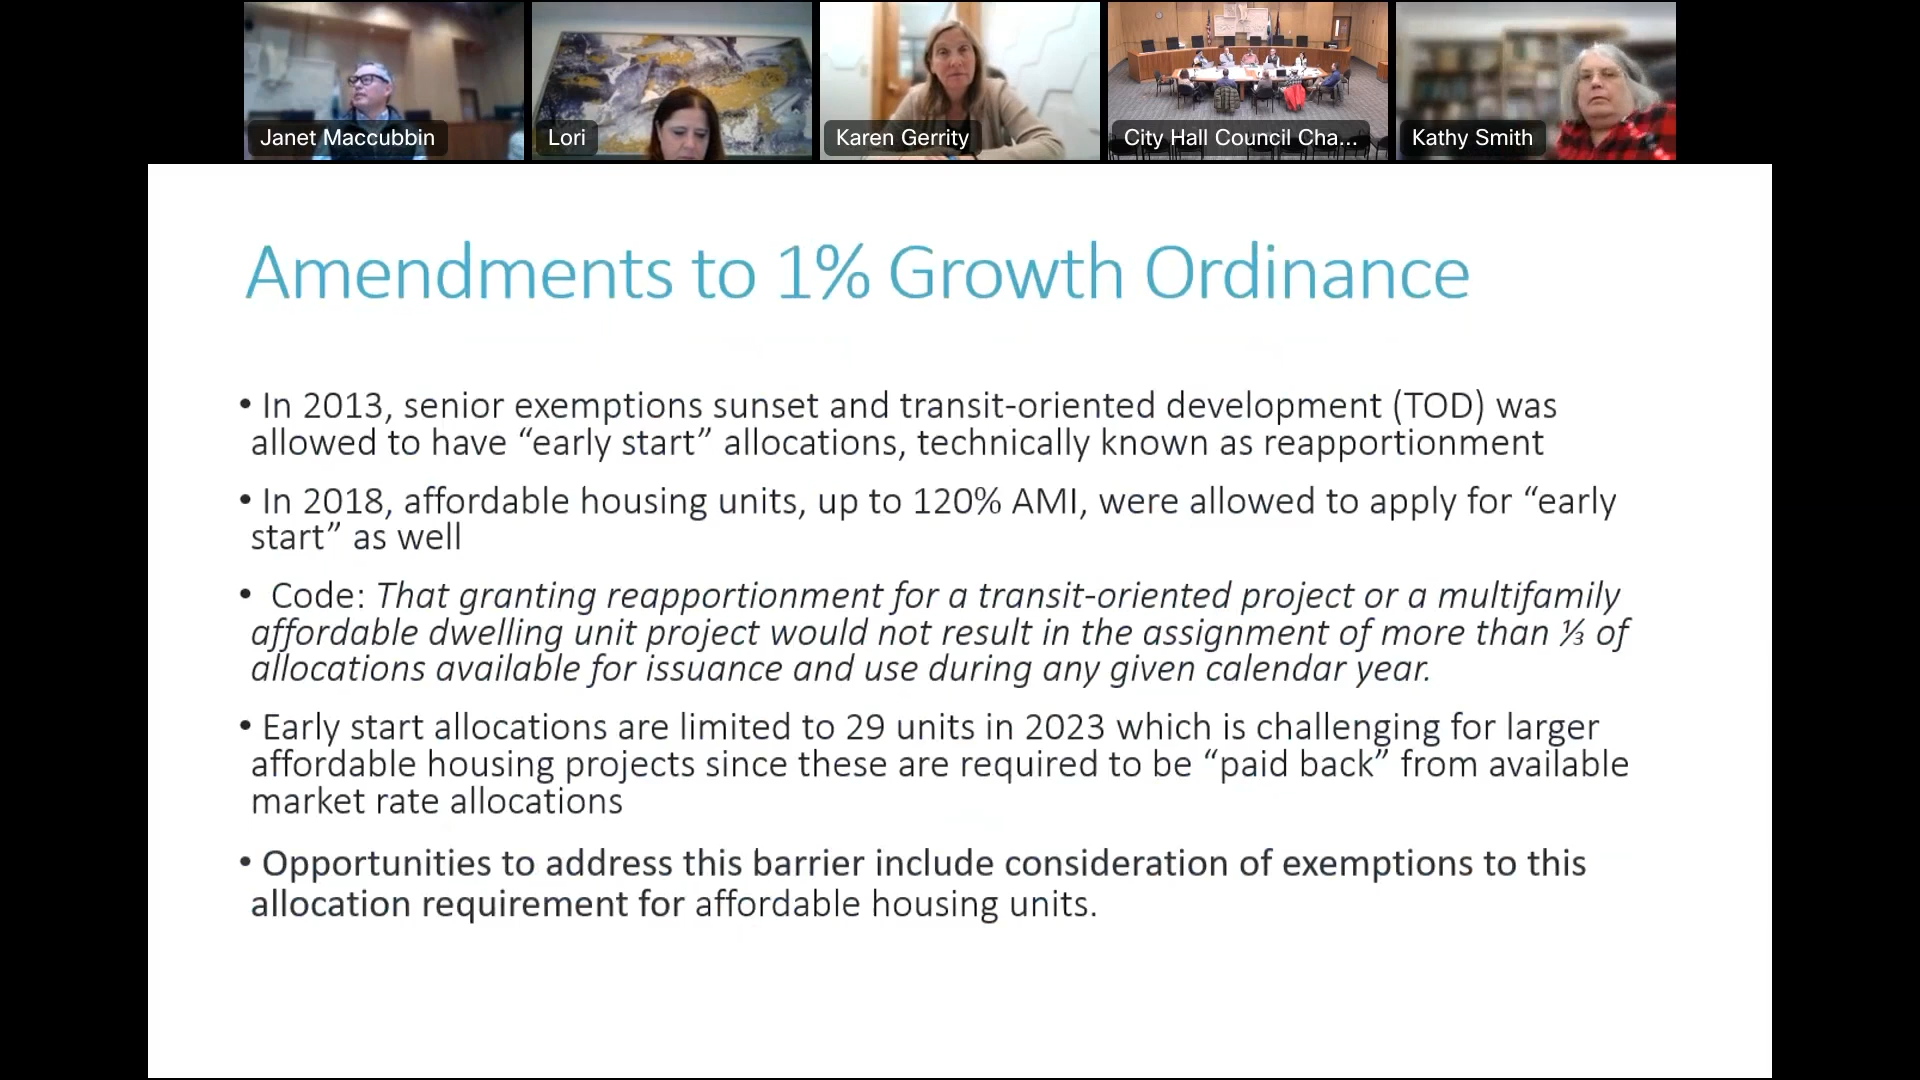 Janet Maccubbin
Lori
Karen Gerrity
City Hall Council Cha...
Kathy Smith
Amendments to 1% Growth Ordinance
• In 2013, senior exemptions sunset and transit-oriented development (TOD) was
allowed to have “early start” allocations, technically known as reapportionment
• In 2018, affordable housing units, up to 120% AMI, were allowed to apply for “early
start” as well
• Code: That granting reapportionment for a transit-oriented project or a multifamily
affordable dwelling unit project would not result in the assignment of more than ⅓ of
allocations available for issuance and use during any given calendar year.
• Early start allocations are limited to 29 units in 2023 which is challenging for larger
affordable housing projects since these are required to be “paid back” from available
market rate allocations
• Opportunities to address this barrier include consideration of exemptions to this
allocation requirement for affordable housing units.